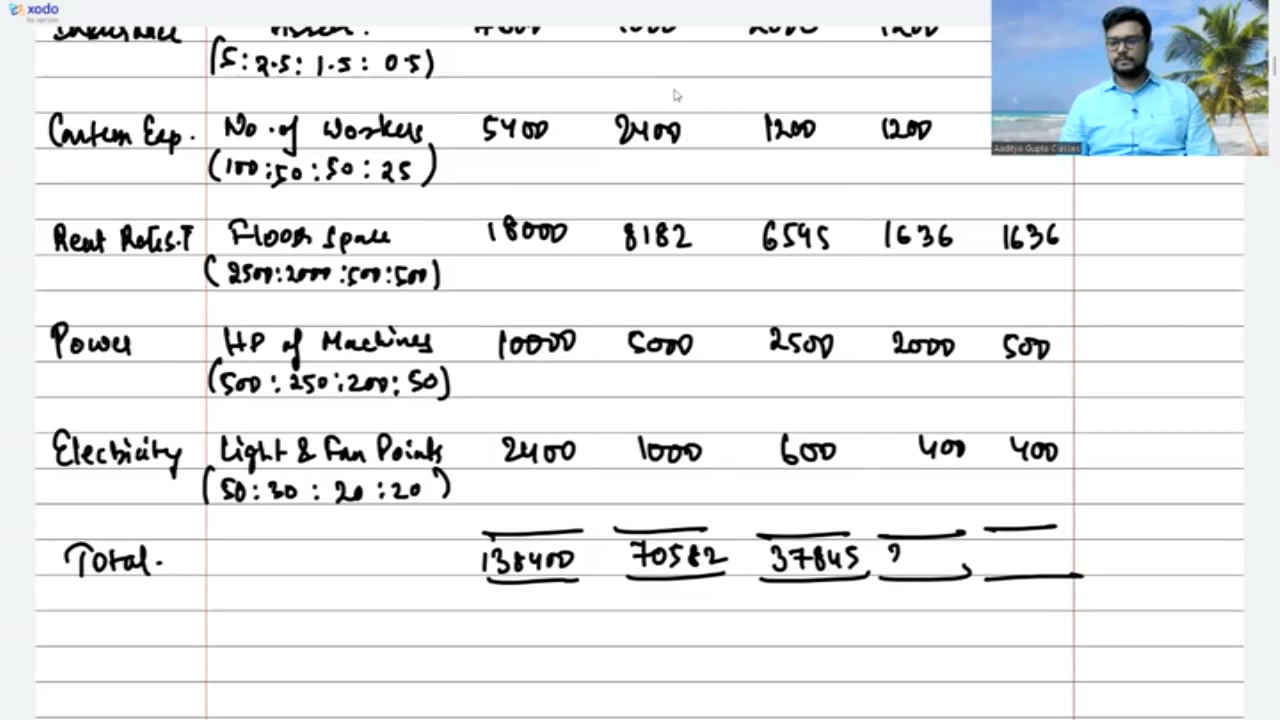 xodo
by apryse
(5 : 2.5 : 1.5 : 0.5)
Canteen Exp. No. of Workers 5400 2400 1200 1200
(100 : 50 : 50 : 25)
Aaditya Gupta Classes
Rent Rates.T Floor Space 18000 8182 6545 1636 1636
(2500 : 2000 : 500 : 500)
Power HP of Machines 10000 5000 2500 2000 500
(500 : 250 : 200 : 50)
Electricity Light & Fan Points 2400 1000 600 400 400
(50 : 30 : 20 : 20)
Total. 138400 70582 37845 2